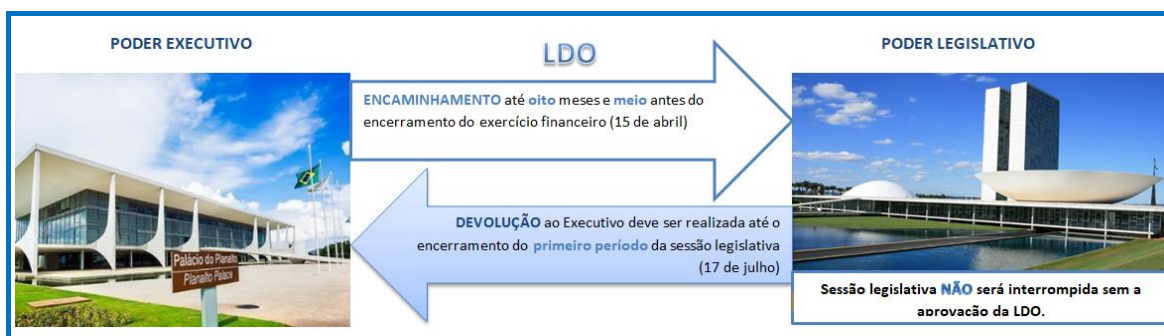 PODER EXECUTIVO
LDO
PODER LEGISLATIVO
ENCAMINHAMENTO até oito meses e meio antes do
encerramento do exercício financeiro (15 de abril)
DEVOLUÇÃO ao Executivo deve ser realizada até o
encerramento do primeiro período da sessão legislativa
(17 de julho)
Palácio do Planalto
Planalto Palace
Sessão legislativa NÃO será interrompida sem a
aprovação da LDO.